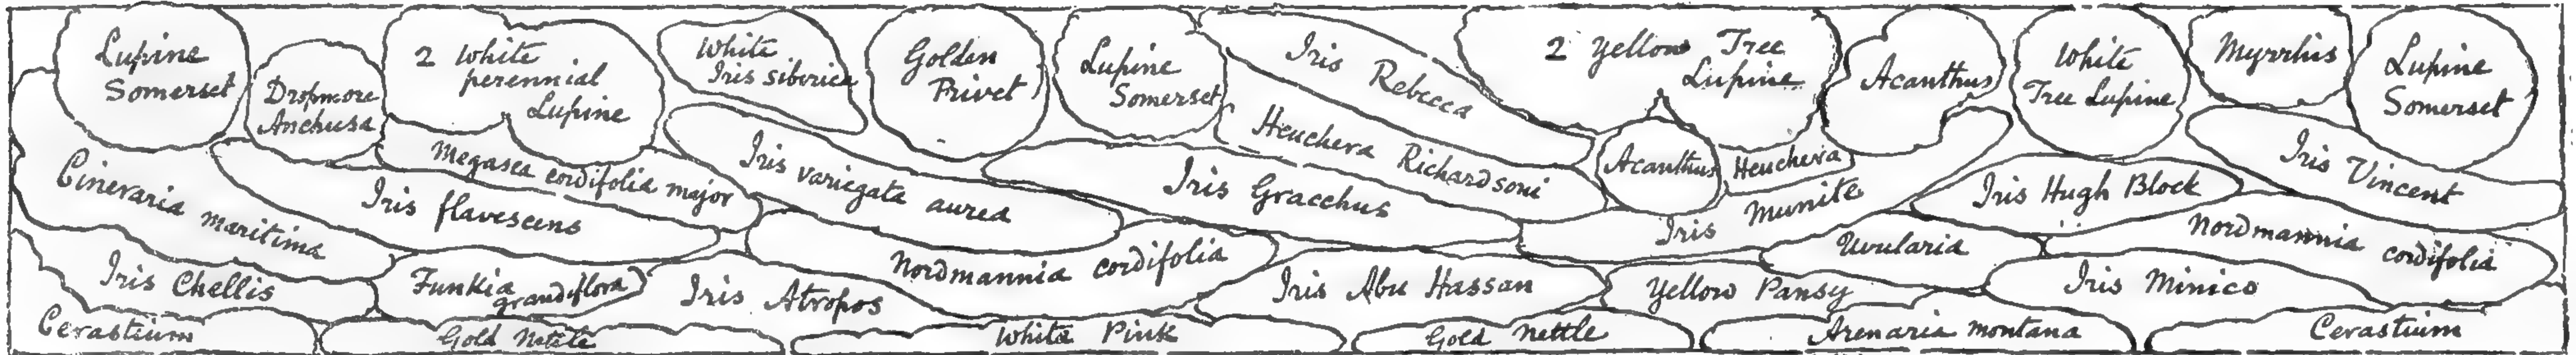 Lupine
Somerset
Dropmore
Anchusa
2 White
perennial
Lupine
White
Iris siberica
Golden
Privet
Lupine
Somerset
Iris Rebecca
2 Yellow Tree
Lupine
Acanthus
White
Tree Lupine
Myrrhis
Lupine
Somerset
Cineraria maritima
Iris flavescens
Megasea cordifolia major
Iris variegata aurea
Iris Gracchus
Heuchera Richardsoni
Acanthus
Heuchera
Iris Munite
Iris Hugh Block
Iris Vincent
Iris Chellis
Funkia
grandiflora
Iris Atropos
Nordmannia cordifolia
Iris Abu Hassan
Uvularia
Yellow Pansy
Nordmannia cordifolia
Iris Minico
Cerastium
Gold Nettle
White Pink
Gold Nettle
Arenaria montana
Cerastium